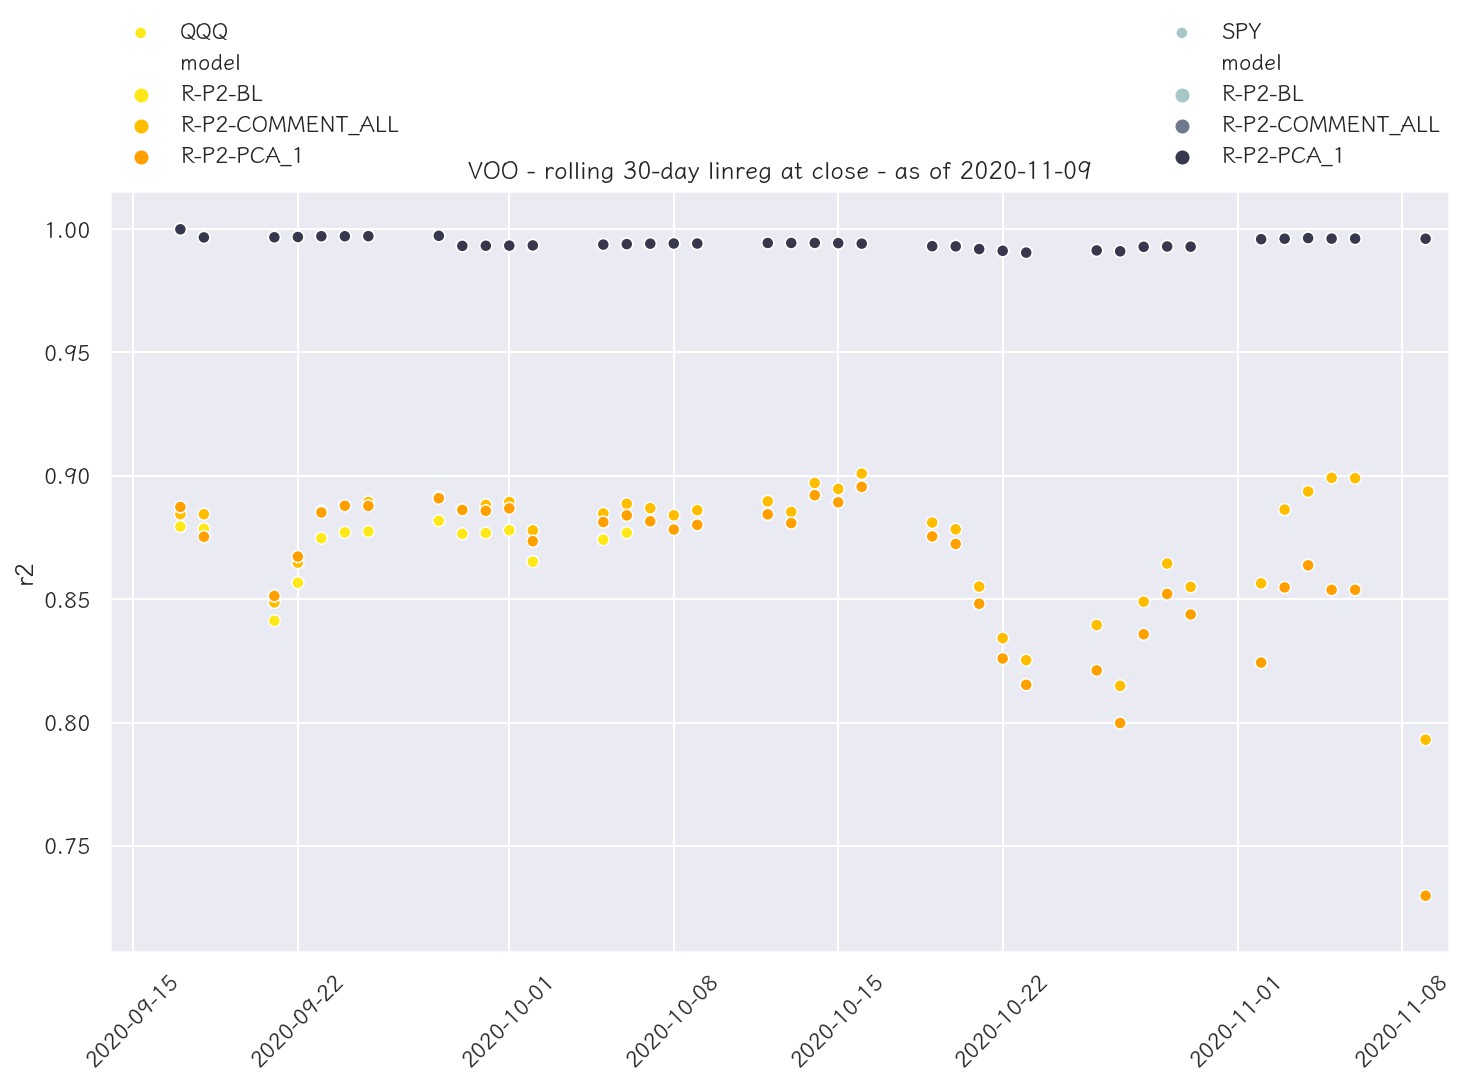 QQQ
model
R-P2-BL
R-P2-COMMENT_ALL
R-P2-PCA_1
SPY
model
R-P2-BL
R-P2-COMMENT_ALL
R-P2-PCA_1
VOO - rolling 30-day linreg at close - as of 2020-11-09
1.00
0.95
0.90
0.85
0.80
0.75
r2
2020-09-15
2020-09-22
2020-10-01
2020-10-08
2020-10-15
2020-10-22
2020-11-01
2020-11-08